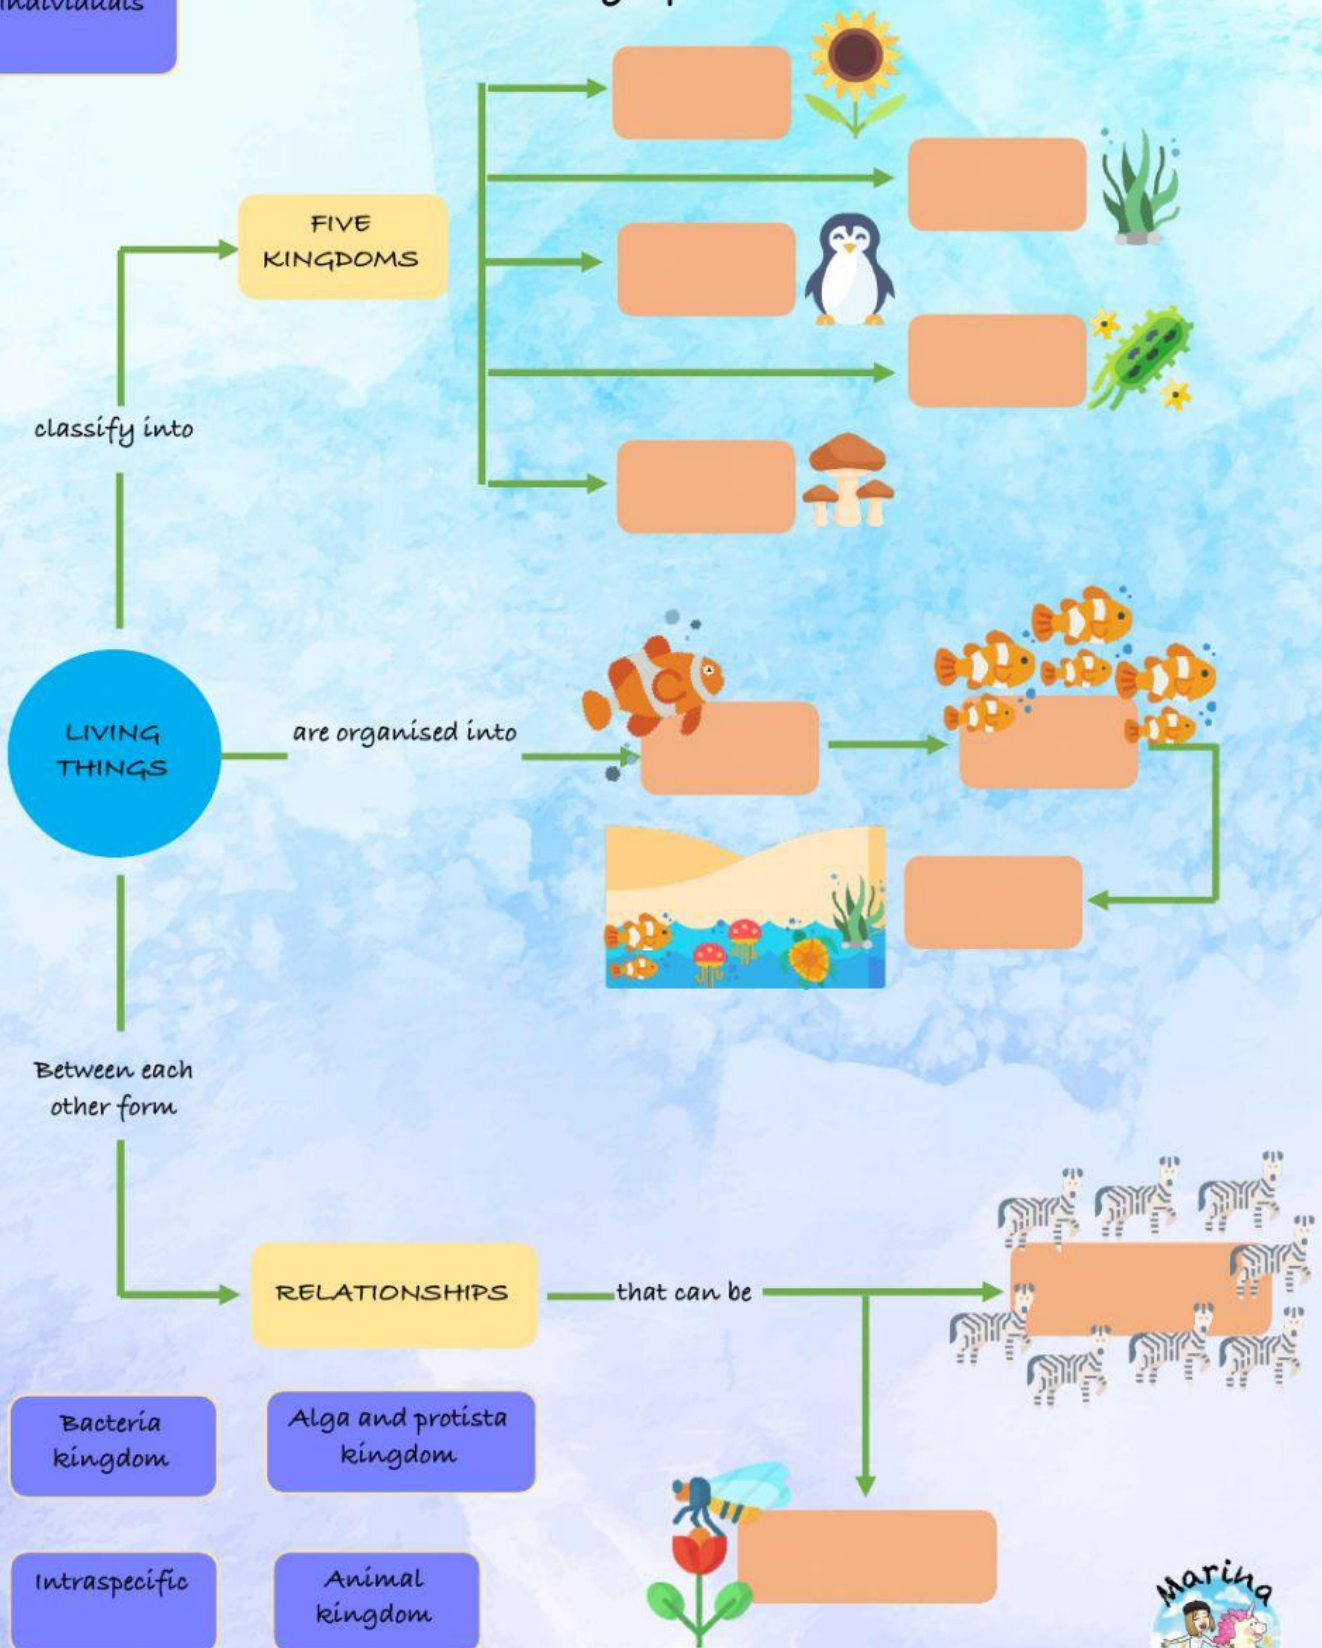 individuals
FIVE
KINGDOMS
classify into
LIVING
THINGS
are organised into
Between each
other form
RELATIONSHIPS
that can be
Bacteria
kingdom
Alga and protista
kingdom
Intraspecific
Animal
kingdom
Marina